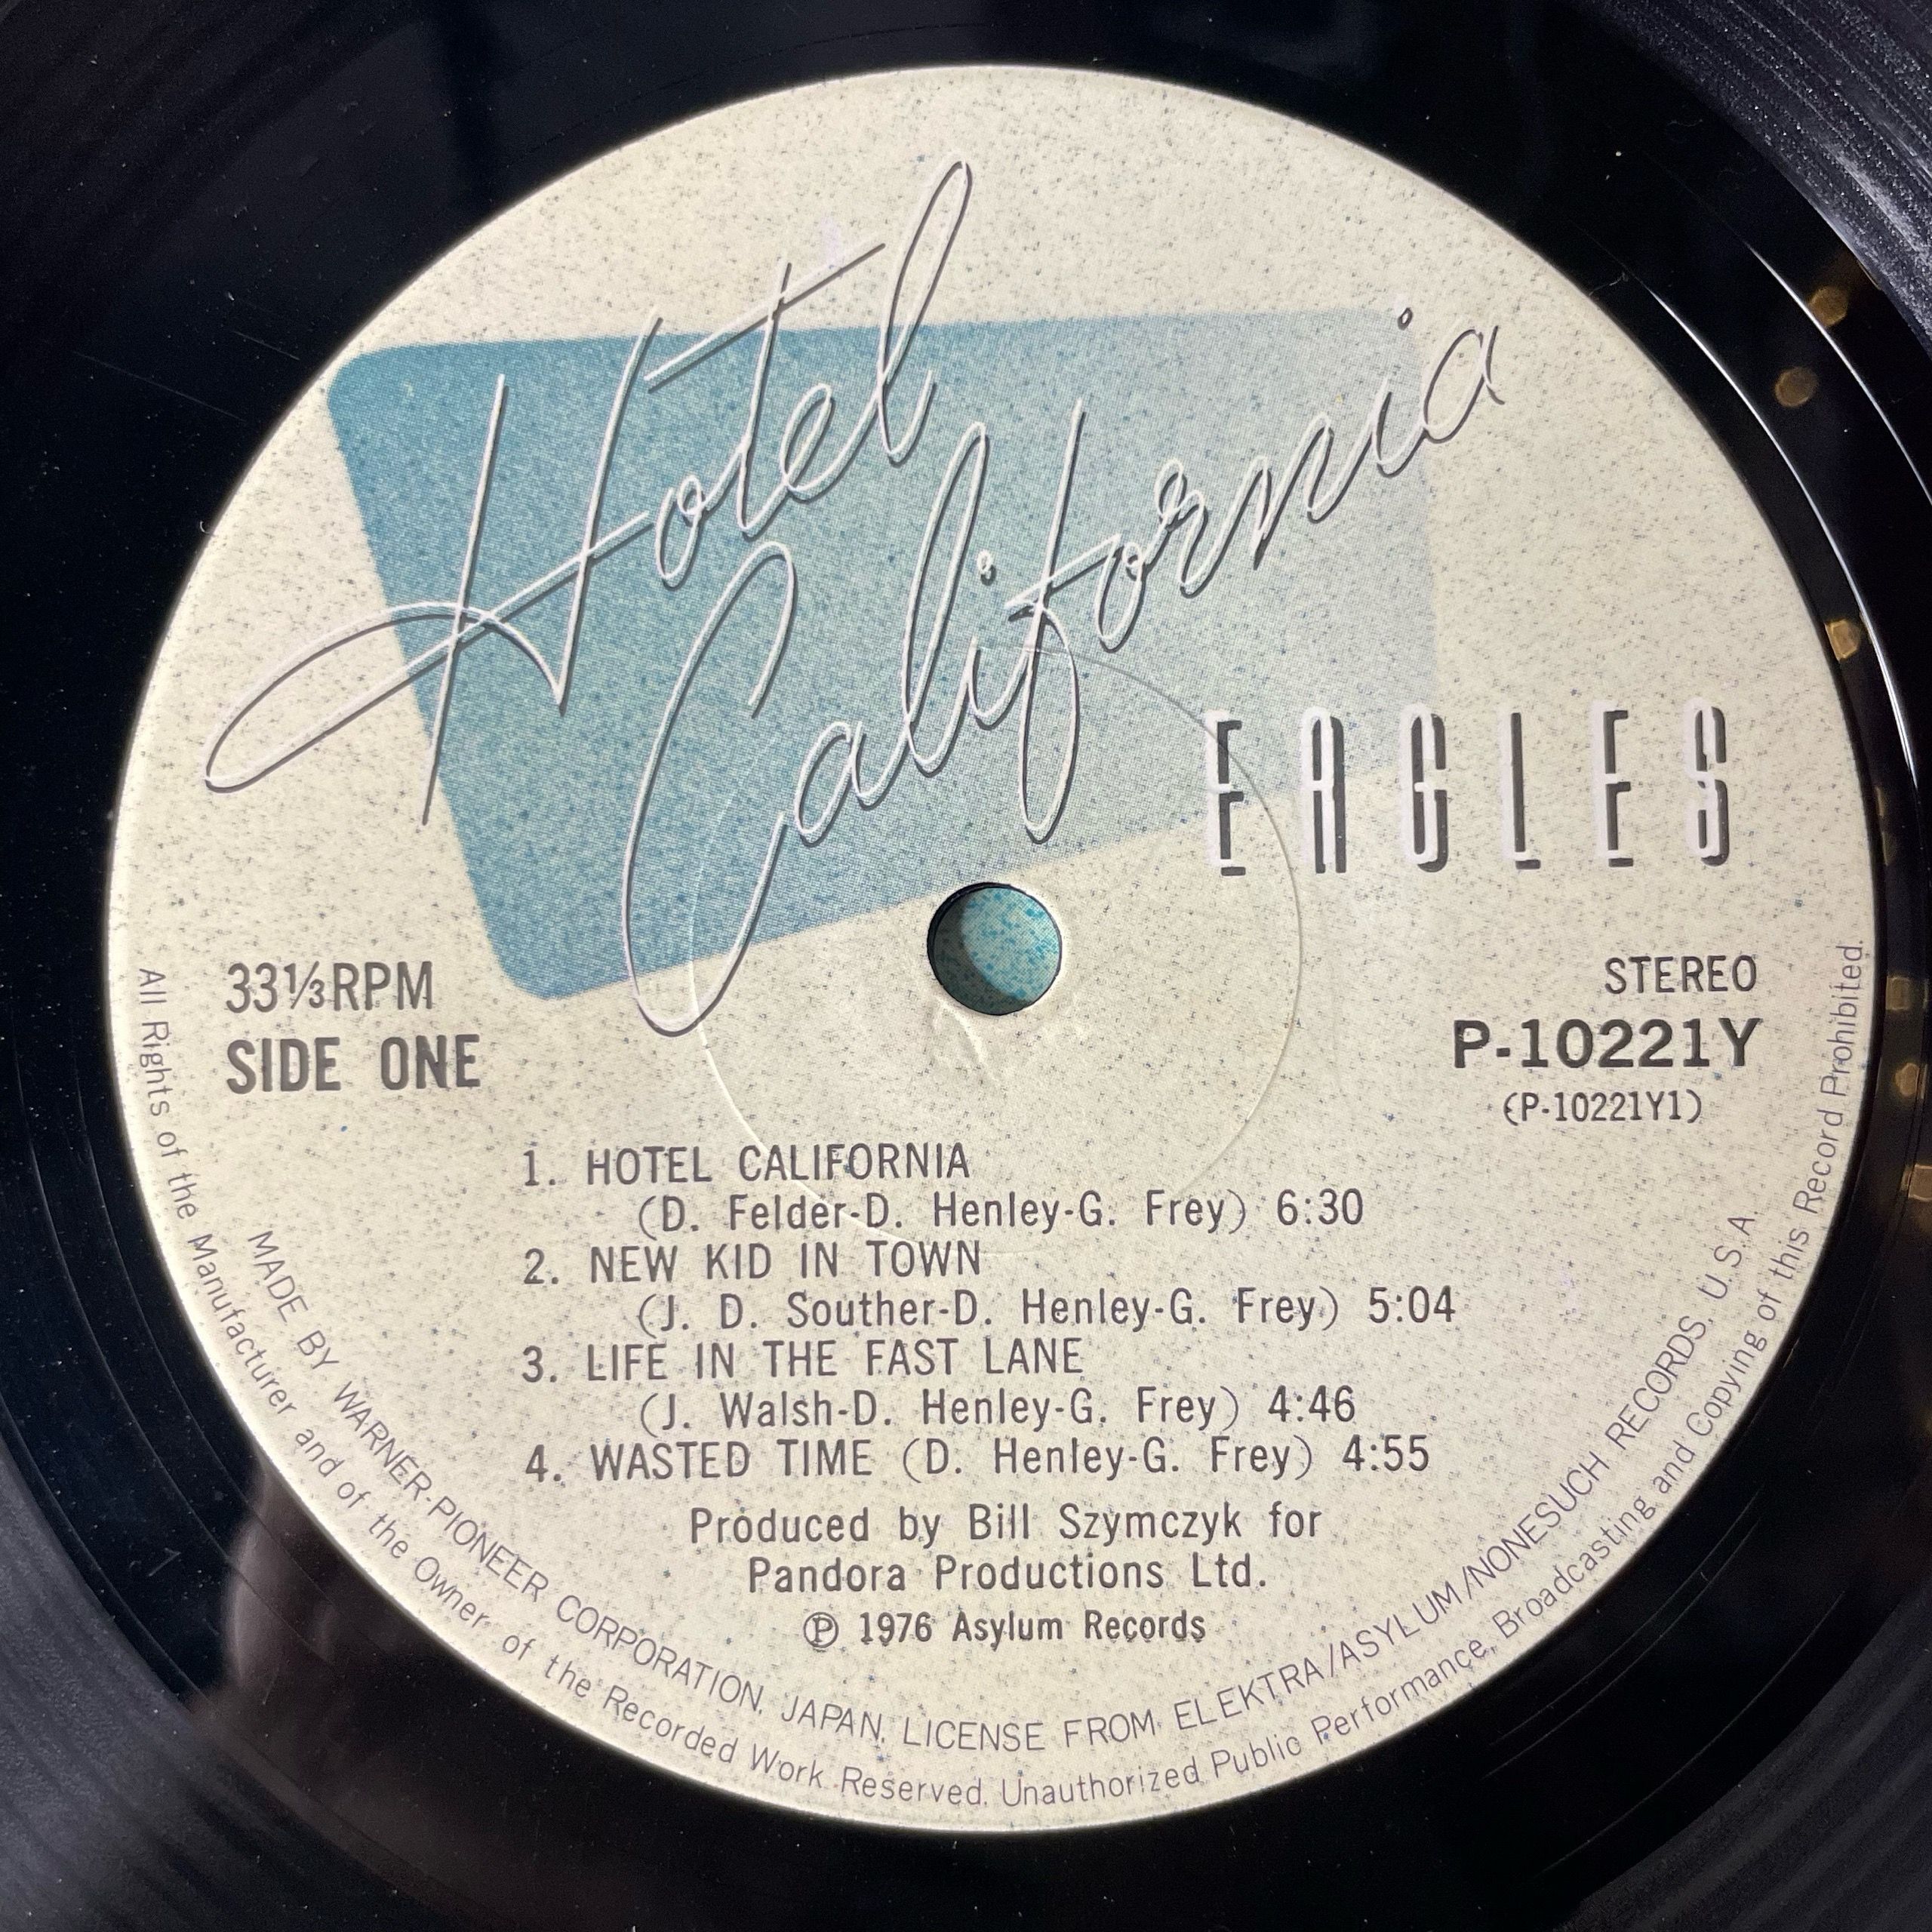 Hotel
California
EAGLES
33⅓RPM
SIDE ONE
STEREO
P-10221Y
(P-10221Y1)
1. HOTEL CALIFORNIA
(D. Felder-D. Henley-G. Frey) 6:30
2. NEW KID IN TOWN
(J. D. Souther-D. Henley-G. Frey) 5:04
3. LIFE IN THE FAST LANE
(J. Walsh-D. Henley-G. Frey) 4:46
4. WASTED TIME (D. Henley-G. Frey) 4:55
Produced by Bill Szymczyk for
Pandora Productions Ltd.
℗ 1976 Asylum Records
MADE BY WARNER-PIONEER CORPORATION, JAPAN, LICENSE FROM ELEKTRA/ASYLUM/NONESUCH RECORDS, U.S.A.
All Rights of the Manufacturer and of the Owner of the Recorded Work Reserved. Unauthorized Public Performance, Broadcasting and Copying of this Record Prohibited.